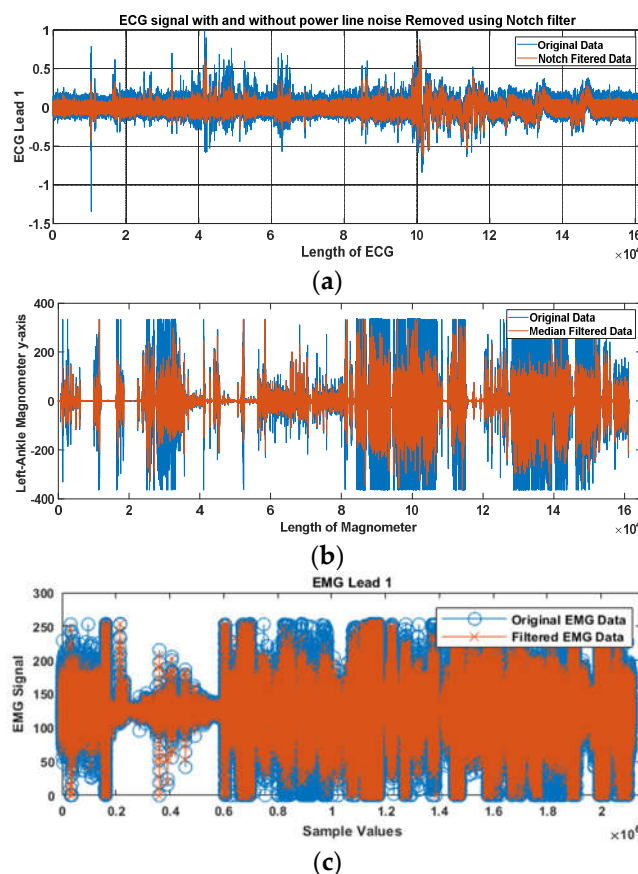 ECG signal with and without power line noise Removed using Notch filter
Original Data
Notch Filtered Data
ECG Lead 1
1
0.5
0
-0.5
-1
-1.5
0 2 4 6 8 10 12 14
Length of ECG
(a)
Original Data
Median Filtered Data
Left-Ankle Magnometer y-axis
400
200
0
-200
-400
0 2 4 6 8 10 12 14
Length of Magnometer
(b)
EMG Lead 1
Original EMG Data
Filtered EMG Data
EMG Signal
300
250
200
150
100
50
0
0 0.2 0.4 0.6 0.8 1 1.2 1.4 1.6 1.8 2
Sample Values
(c)